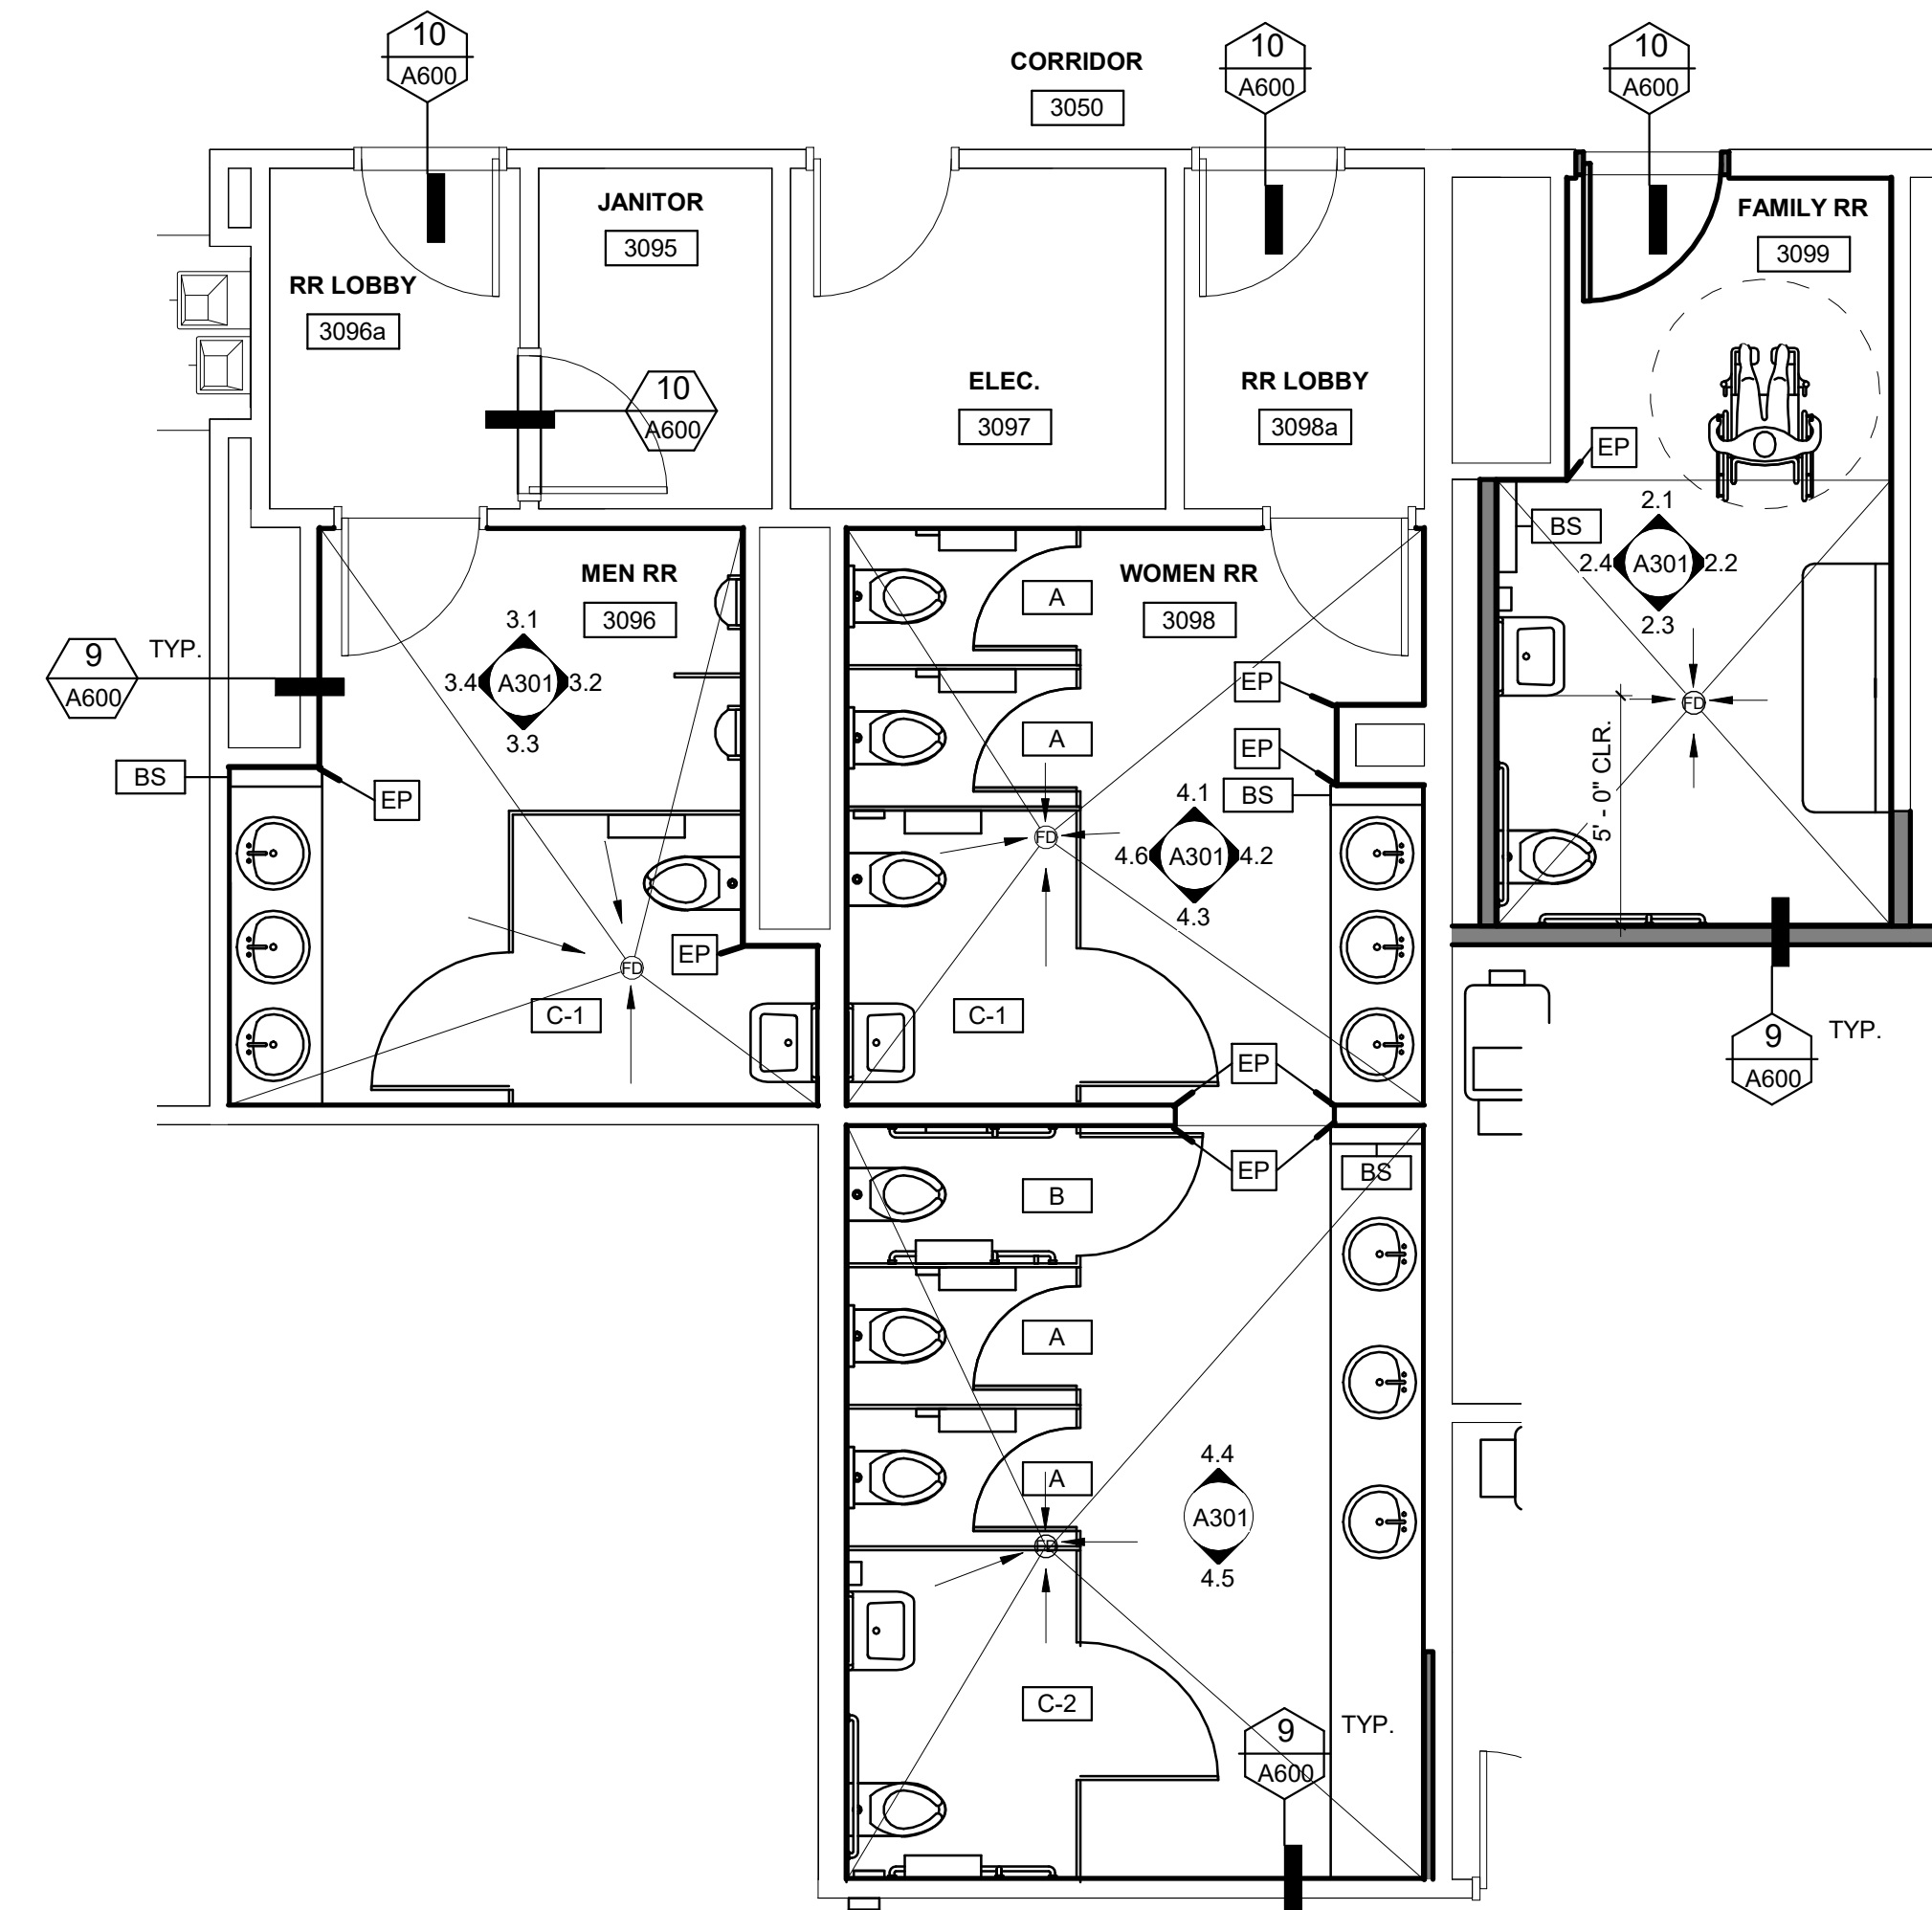 10
A600
CORRIDOR
3050
10
A600
10
A600
JANITOR
3095
FAMILY RR
3099
RR LOBBY
3096a
10
A600
ELEC.
3097
RR LOBBY
3098a
EP
2.1
BS
2.4 A301 2.2
2.3
MEN RR
3096
A
WOMEN RR
3098
3.1
3.4 A301 3.2
3.3
9
A600
TYP.
EP
FD
5' - 0" CLR.
A
EP
BS
EP
BS
4.1
FD
4.6 A301 4.2
4.3
EP
FD
C-1
C-1
9
A600
TYP.
EP
EP
BS
B
A
4.4
A
A301
4.5
FD
C-2
9
A600
TYP.